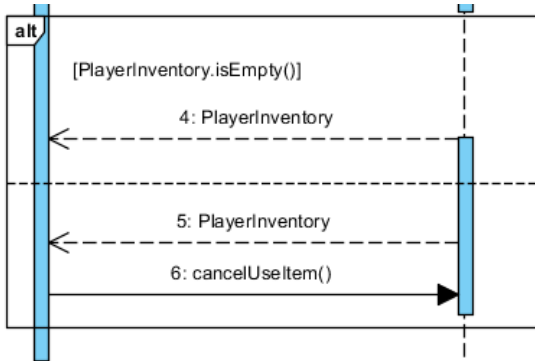 alt
[PlayerInventory.isEmpty()]
4: PlayerInventory
5: PlayerInventory
6: cancelUseItem()